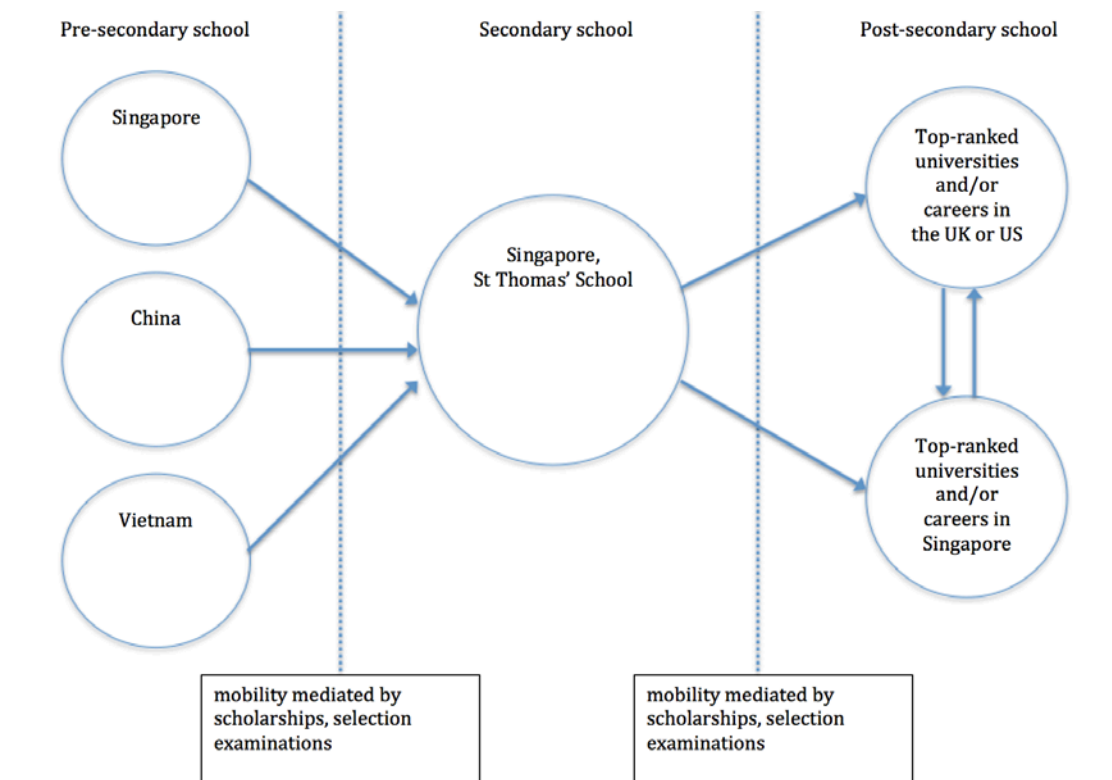 Pre-secondary school
Secondary school
Post-secondary school
Singapore
China
Vietnam
Singapore,
St Thomas’ School
Top-ranked
universities
and/or
careers in
the UK or US
Top-ranked
universities
and/or
careers in
Singapore
mobility mediated by
scholarships, selection
examinations
mobility mediated by
scholarships, selection
examinations